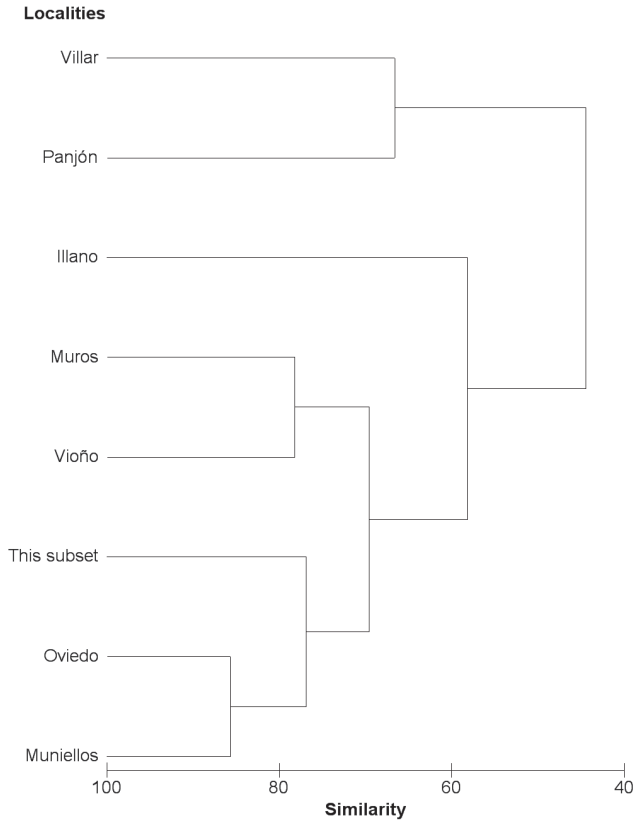 Localities
Villar
Panjón
Illano
Muros
Vioño
This subset
Oviedo
Muniellos
100 80 60 40
Similarity